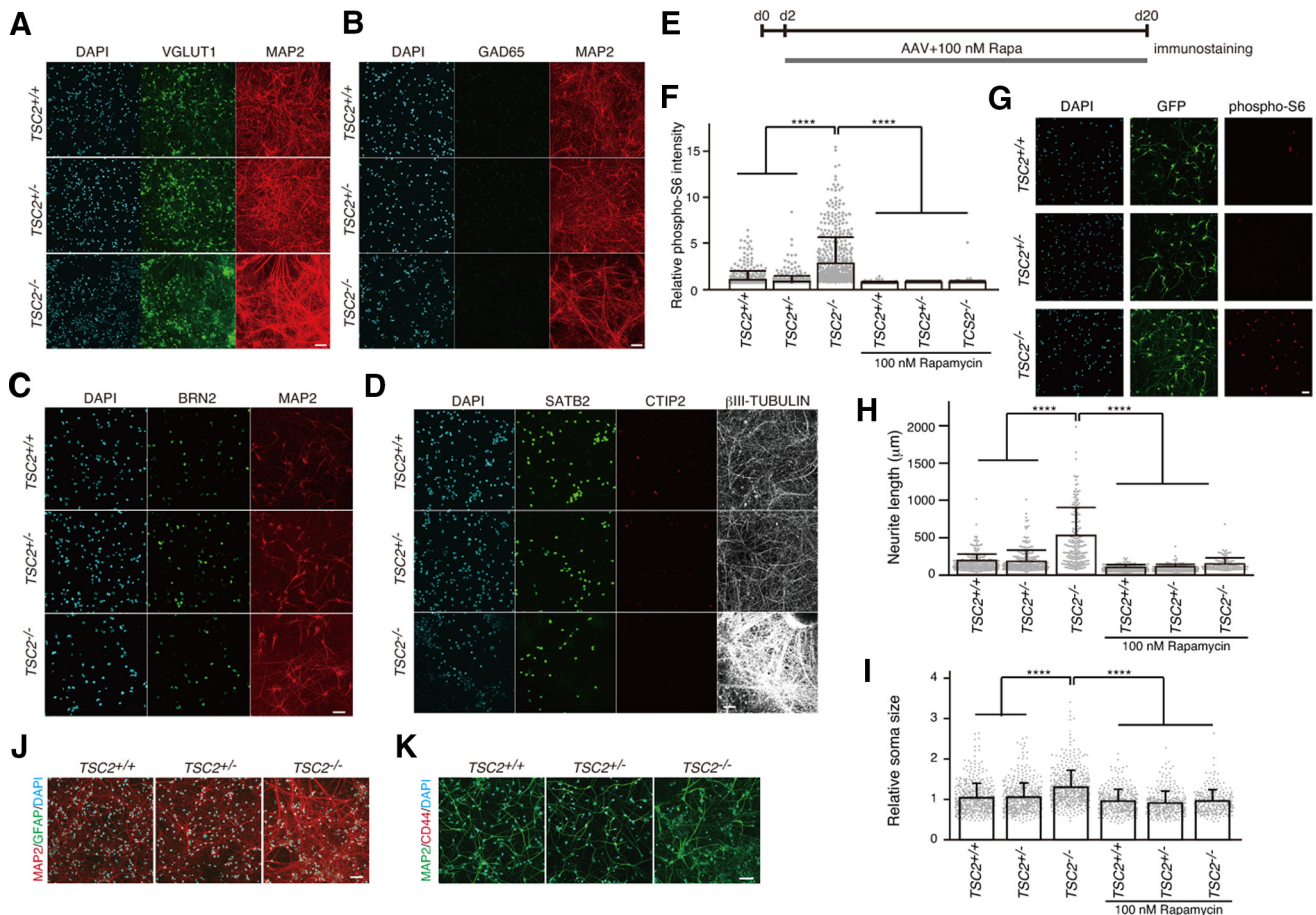 A
DAPI VGLUT1 MAP2
TSC2+/+
TSC2+/-
TSC2-/-
B
DAPI GAD65 MAP2
TSC2+/+
TSC2+/-
TSC2-/-
C
DAPI BRN2 MAP2
TSC2+/+
TSC2+/-
TSC2-/-
D
DAPI SATB2 CTIP2 βIII-TUBULIN
TSC2+/+
TSC2+/-
TSC2-/-
E
d0 d2 d20
AAV+100 nM Rapa immunostaining
F
**** ****
Relative phospho-S6 intensity
15
10
5
0
TSC2+/+ TSC2+/- TSC2-/- TSC2+/+ TSC2+/- TCS2-/-
100 nM Rapamycin
G
DAPI GFP phospho-S6
TSC2+/+
TSC2+/-
TSC2-/-
H
**** ****
Neurite length (μm)
2000
1500
1000
500
0
TSC2+/+ TSC2+/- TSC2-/- TSC2+/+ TSC2+/- TSC2-/-
100 nM Rapamycin
I
**** ****
Relative soma size
4
3
2
1
0
TSC2+/+ TSC2+/- TSC2-/- TSC2+/+ TSC2+/- TSC2-/-
100 nM Rapamycin
J
TSC2+/+ TSC2+/- TSC2-/-
MAP2/GFAP/DAPI
K
TSC2+/+ TSC2+/- TSC2-/-
MAP2/CD44/DAPI